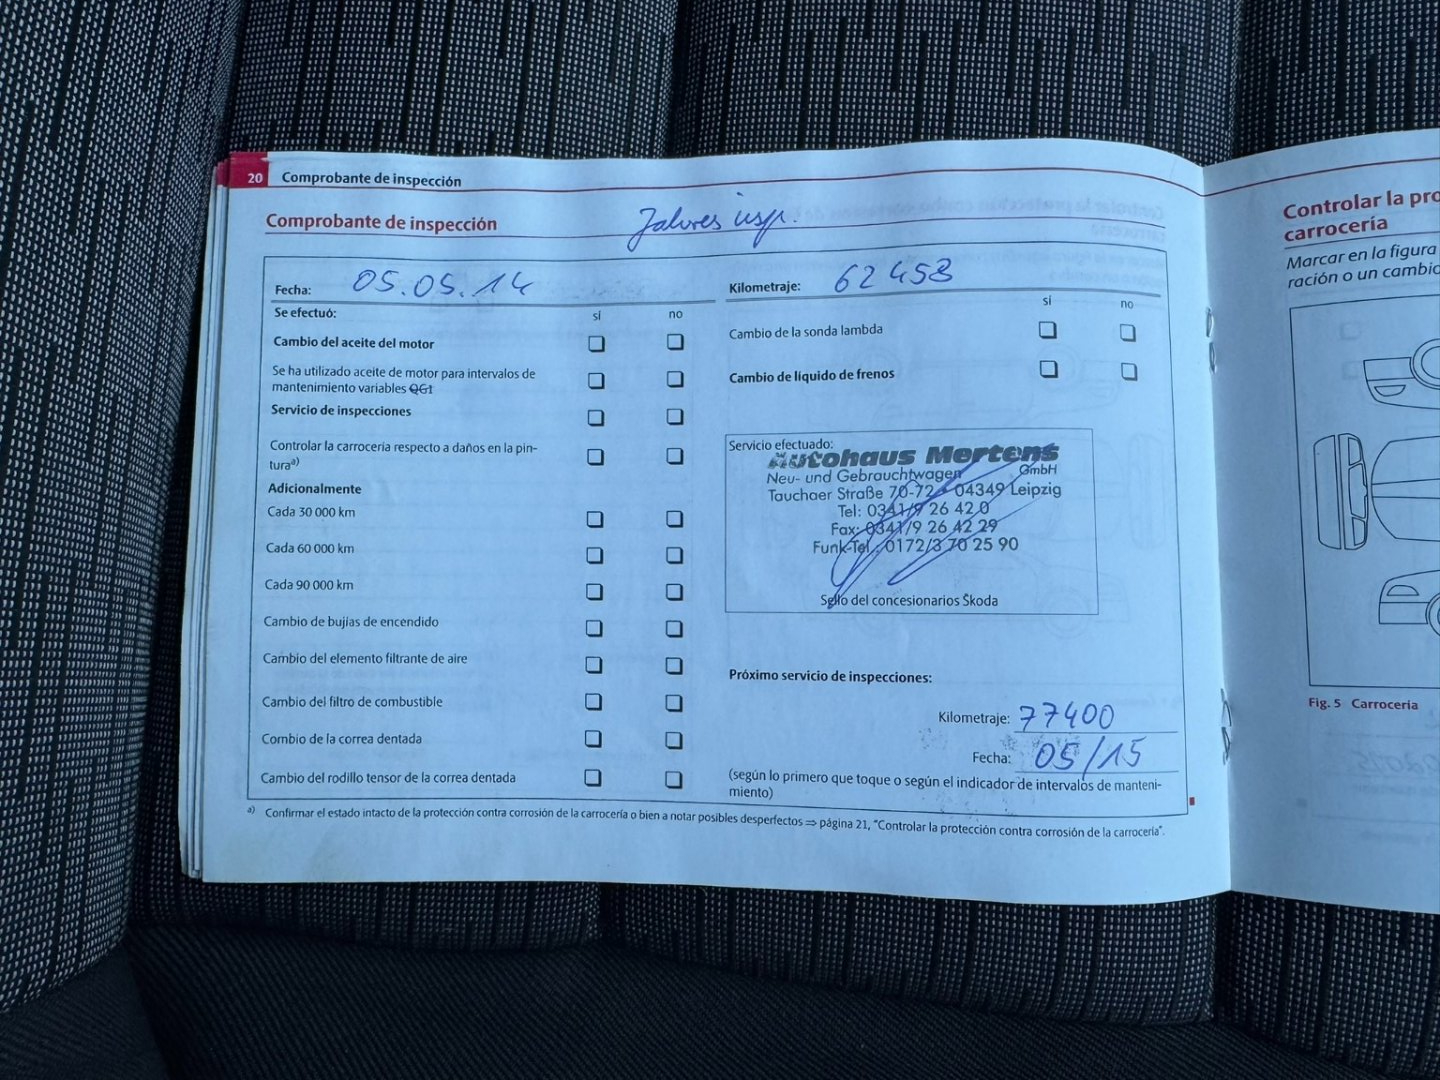 20 Comprobante de inspección
Comprobante de inspección
Jahres insp.
Fecha: 05.05.14
Se efectuó: sí no
Cambio del aceite del motor
Se ha utilizado aceite de motor para intervalos de
mantenimiento variables QG1
Servicio de inspecciones
Controlar la carrocería respecto a daños en la pin-
tura a)
Adicionalmente
Cada 30 000 km
Cada 60 000 km
Cada 90 000 km
Cambio de bujías de encendido
Cambio del elemento filtrante de aire
Cambio del filtro de combustible
Combio de la correa dentada
Cambio del rodillo tensor de la correa dentada
Kilometraje: 62 458
sí no
Cambio de la sonda lambda
Cambio de líquido de frenos
Servicio efectuado:
Autohaus Mertens
GmbH
Neu- und Gebrauchtwagen
Tauchaer Straße 70-72 • 04349 Leipzig
Tel: 0341/9 26 42 0
Fax: 0341/9 26 42 29
Funk-Tel.: 0172/3 70 25 90
Sello del concesionarios Škoda
Próximo servicio de inspecciones:
Kilometraje: 77400
Fecha: 05/15
(según lo primero que toque o según el indicador de intervalos de manteni-
miento)
a) Confirmar el estado intacto de la protección contra corrosión de la carrocería o bien a notar posibles desperfectos ⇒ página 21, "Controlar la protección contra corrosión de la carrocería".
Controlar la pro
carrocería
Marcar en la figura
ración o un cambio
Fig. 5 Carrocería